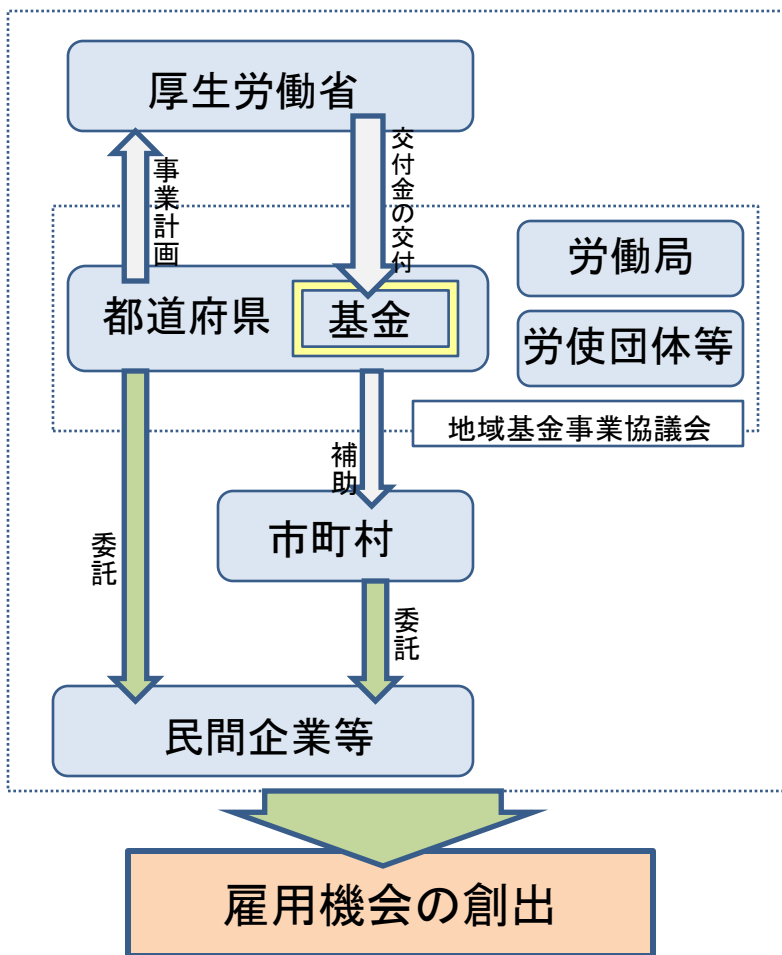 厚生労働省
事業計画
交付金の交付
労働局
都道府県
基金
労使団体等
地域基金事業協議会
補助
市町村
委託
委託
民間企業等
雇用機会の創出